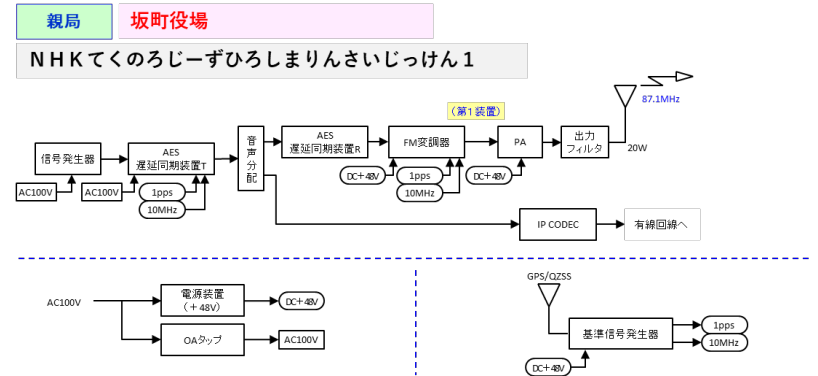 親局
坂町役場
ＮＨＫてくのろじーずひろしまりんさいじっけん１
(第1装置)
87.1MHz
20W
信号発生器
AES
遅延同期装置T
音声分配
AES
遅延同期装置R
FM変調器
PA
出力
フィルタ
AC100V
AC100V
1pps
10MHz
DC＋48V
1pps
10MHz
DC＋48V
IP CODEC
有線回線へ
AC100V
電源装置
(＋48V)
DC＋48V
OAタップ
AC100V
GPS/QZSS
基準信号発生器
1pps
10MHz
DC＋48V